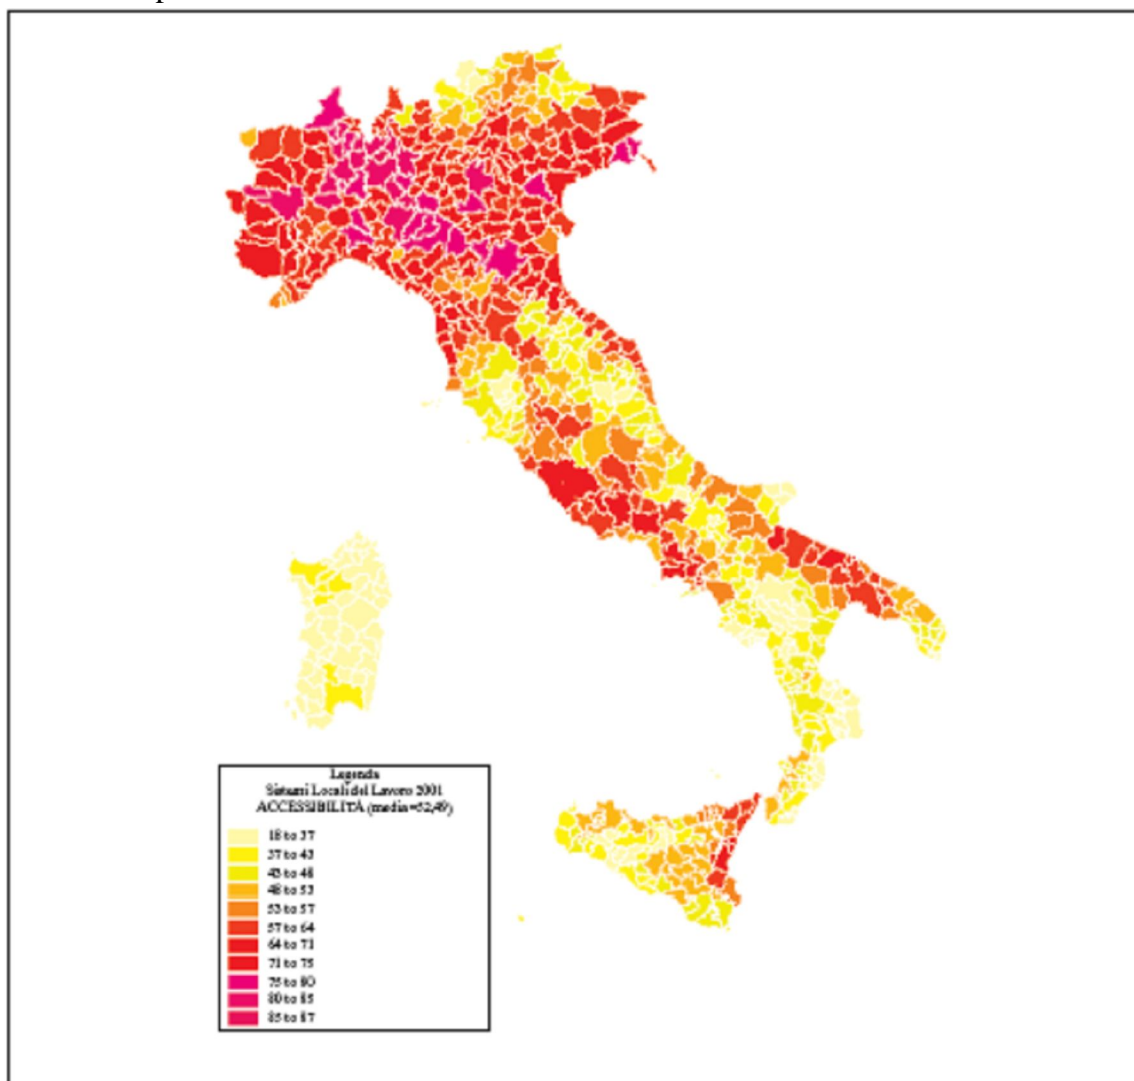 Legenda
Sistemi Locali del Lavoro 2001
ACCESSIBILITÀ (media=52,49)
18 to 37
37 to 43
43 to 48
48 to 53
53 to 57
57 to 64
64 to 71
71 to 75
75 to 80
80 to 85
85 to 87